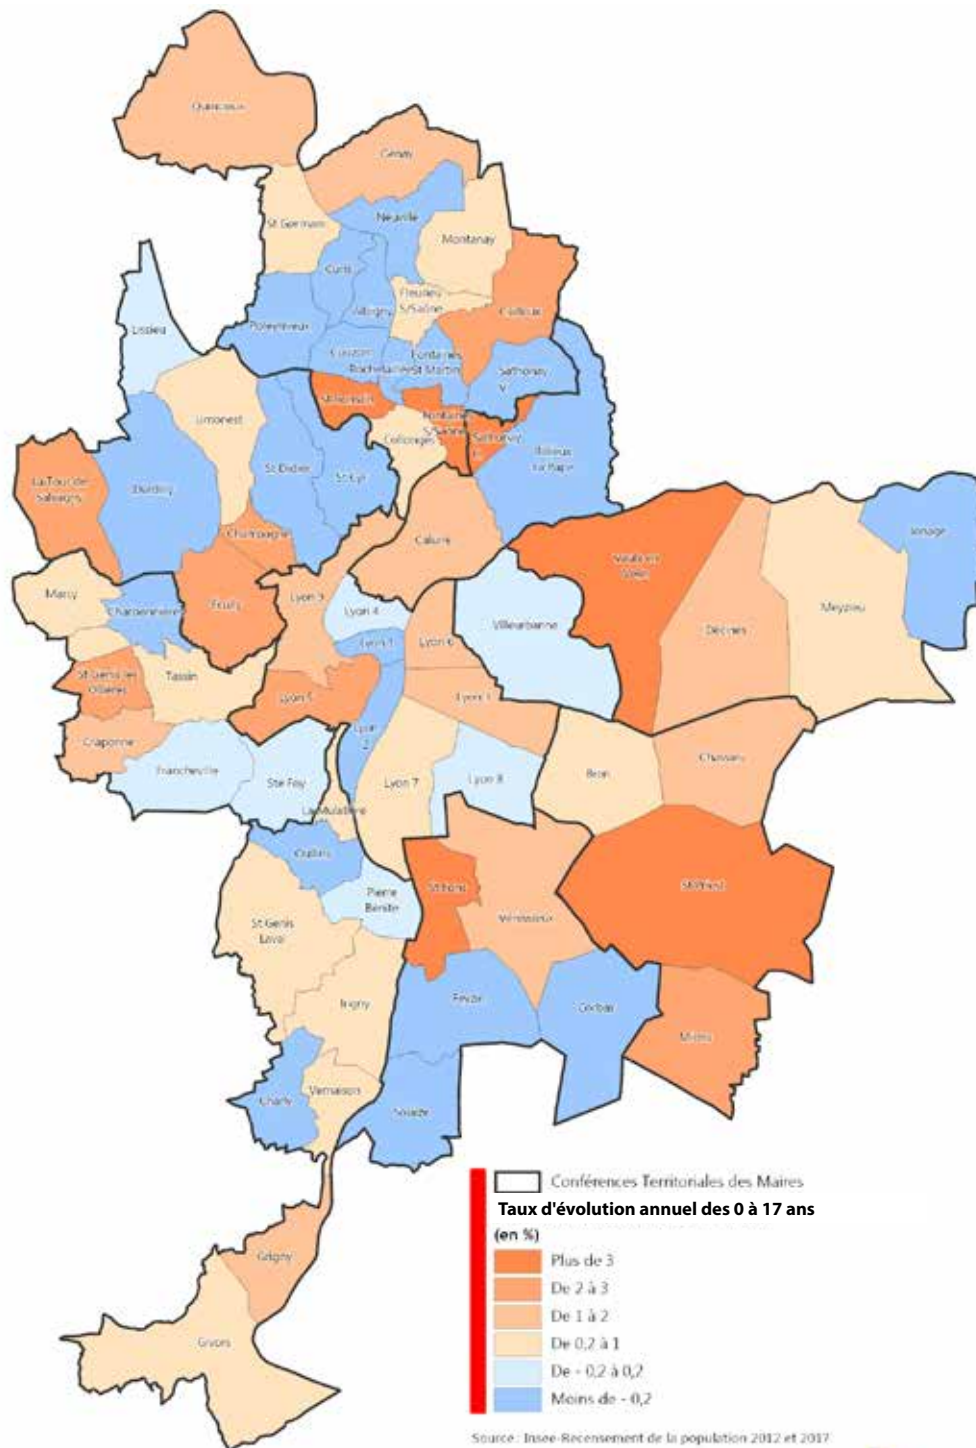 Quincieux
Genay
Neuville
St Germain
Montanay
Curis
Fleurieu
S/Saône
Albigny
Cailloux
Lissieu
Poleymieux
Couzon
Fontaines
Rochetaillée
St Martin
Sathonay
V
St Romain
Fontaines
S/Saône
Sathonay
Limonest
Collonges
Rillieux
La Pape
La Tour de
Salvagny
Dardilly
St Didier
St Cyr
Jonage
Champagne
Caluire
Vaulx en
Velin
Marcy
Charbonnières
Ecully
Lyon 9
Lyon 4
Villeurbanne
Décines
Meyzieu
Lyon 1
Lyon 6
St Genis les
Ollières
Tassin
Lyon 5
Lyon 3
Craponne
Lyon
2
Francheville
Ste Foy
Lyon 7
Lyon 8
Bron
Chassieu
La Mulatière
Oullins
Pierre
Bénite
St Fons
St Priest
Vénissieux
St Genis
Laval
Irigny
Feyzin
Corbas
Mions
Charly
Vernaison
Solaize
Conférences Territoriales des Maires
Taux d'évolution annuel des 0 à 17 ans
(en %)
Plus de 3
De 2 à 3
De 1 à 2
De 0,2 à 1
De - 0,2 à 0,2
Moins de - 0,2
Grigny
Givors
Source : Insee-Recensement de la population 2012 et 2017